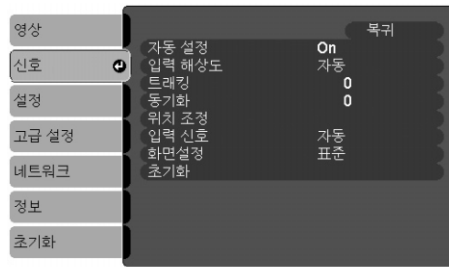 영상
신호
설정
고급 설정
네트워크
정보
초기화
복귀
자동 설정 On
입력 해상도 자동
트래킹 0
동기화 0
위치 조정
입력 신호 자동
화면설정 표준
초기화